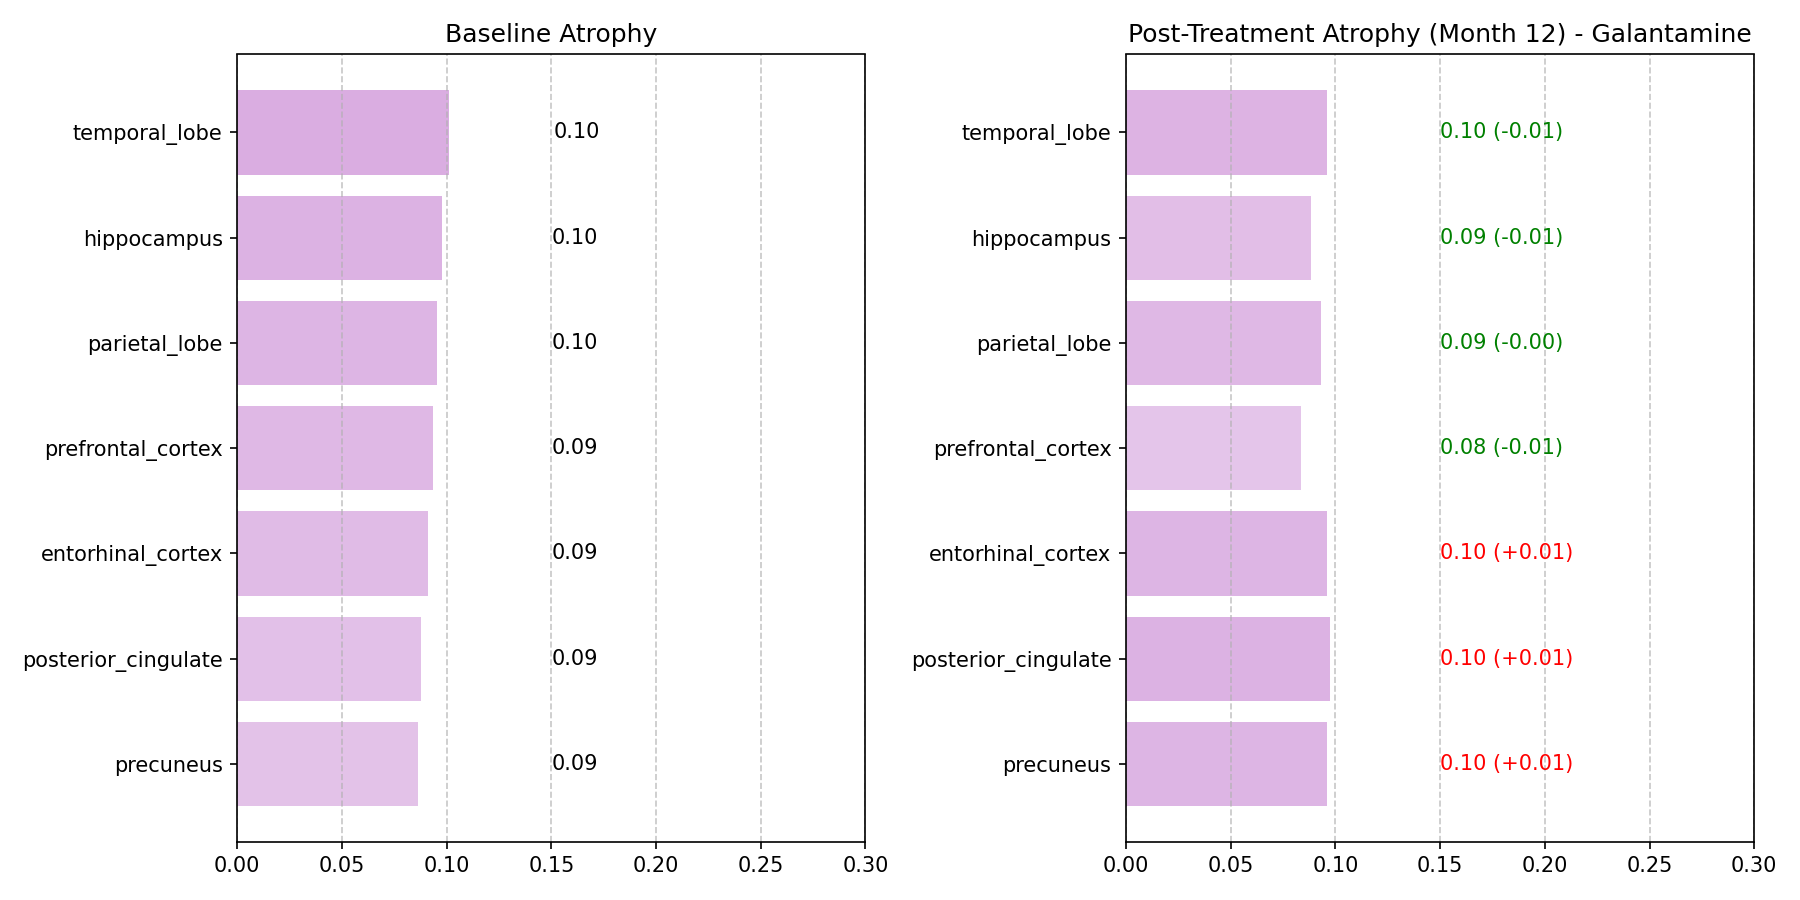 Baseline Atrophy
temporal_lobe 0.10
hippocampus 0.10
parietal_lobe 0.10
prefrontal_cortex 0.09
entorhinal_cortex 0.09
posterior_cingulate 0.09
precuneus 0.09
0.00 0.05 0.10 0.15 0.20 0.25 0.30
Post-Treatment Atrophy (Month 12) - Galantamine
temporal_lobe 0.10 (-0.01)
hippocampus 0.09 (-0.01)
parietal_lobe 0.09 (-0.00)
prefrontal_cortex 0.08 (-0.01)
entorhinal_cortex 0.10 (+0.01)
posterior_cingulate 0.10 (+0.01)
precuneus 0.10 (+0.01)
0.00 0.05 0.10 0.15 0.20 0.25 0.30